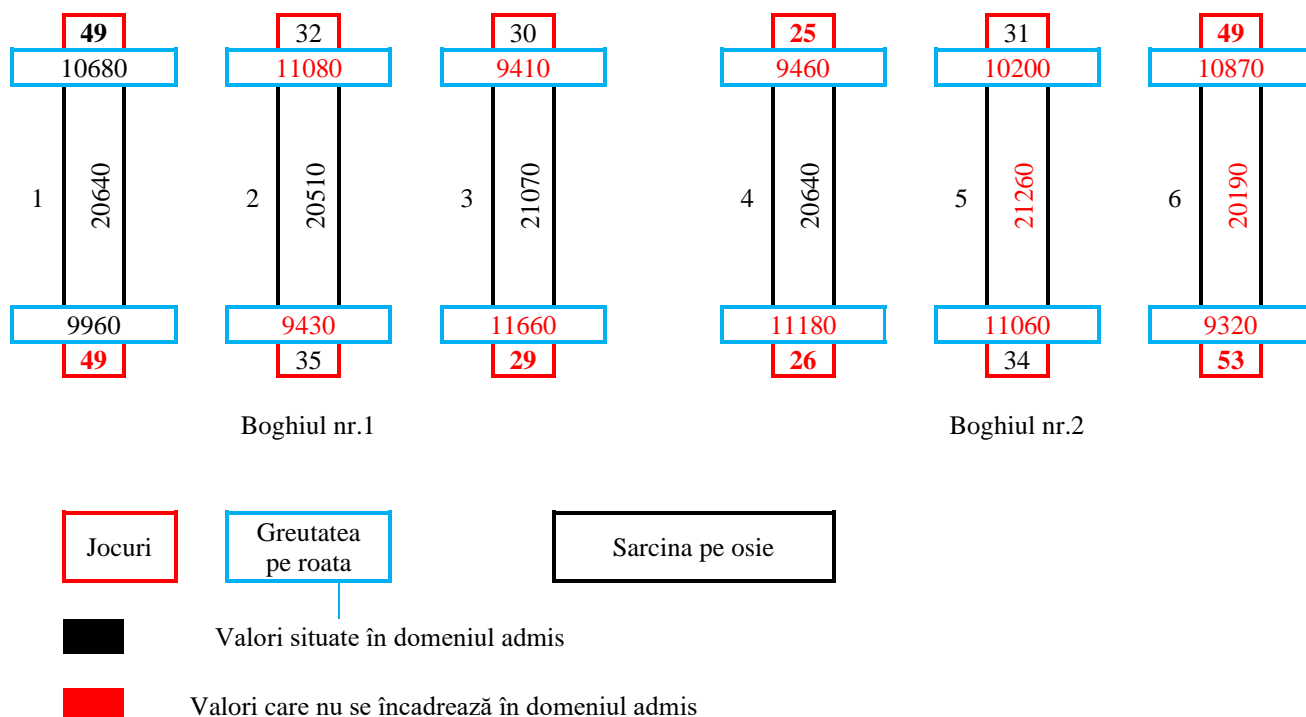 49 32 30 25 31 49
10680 11080 9410 9460 10200 10870
1 20640 2 20510 3 21070 4 20640 5 21260 6 20190
9960 9430 11660 11180 11060 9320
49 35 29 26 34 53
Boghiul nr.1 Boghiul nr.2
Jocuri
Greutatea
pe roata
Sarcina pe osie
Valori situate în domeniul admis
Valori care nu se încadrează în domeniul admis